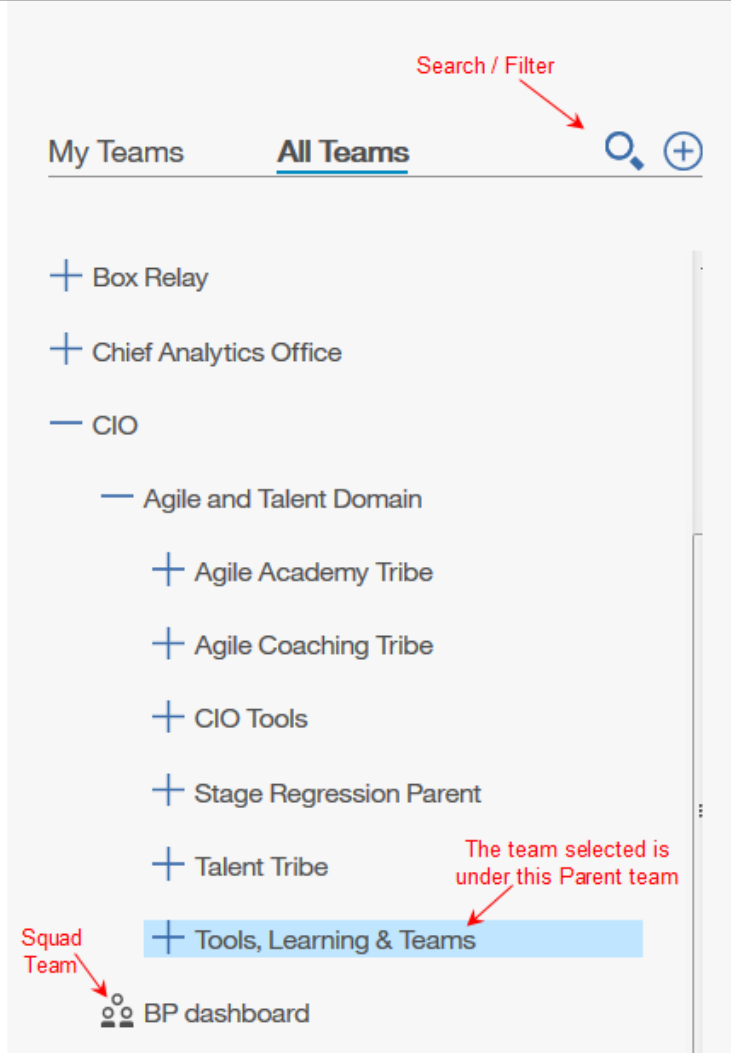 Search / Filter
My Teams All Teams
Box Relay
Chief Analytics Office
CIO
Agile and Talent Domain
Agile Academy Tribe
Agile Coaching Tribe
CIO Tools
Stage Regression Parent
Talent Tribe
The team selected is
under this Parent team
Tools, Learning & Teams
Squad
Team
BP dashboard